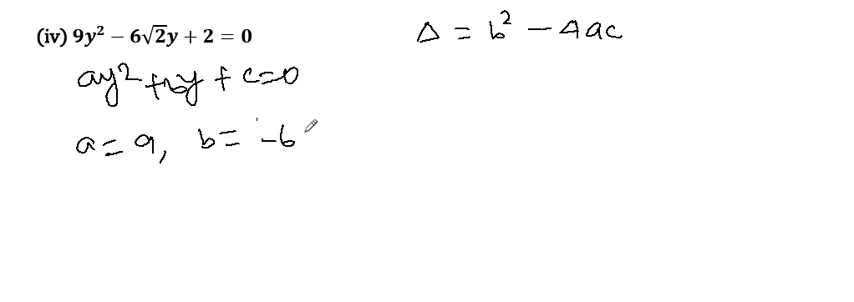 (iv) 9y² − 6√2y + 2 = 0
Δ = b² − 4ac
ay² + by + c = 0
a = 9, b = −6